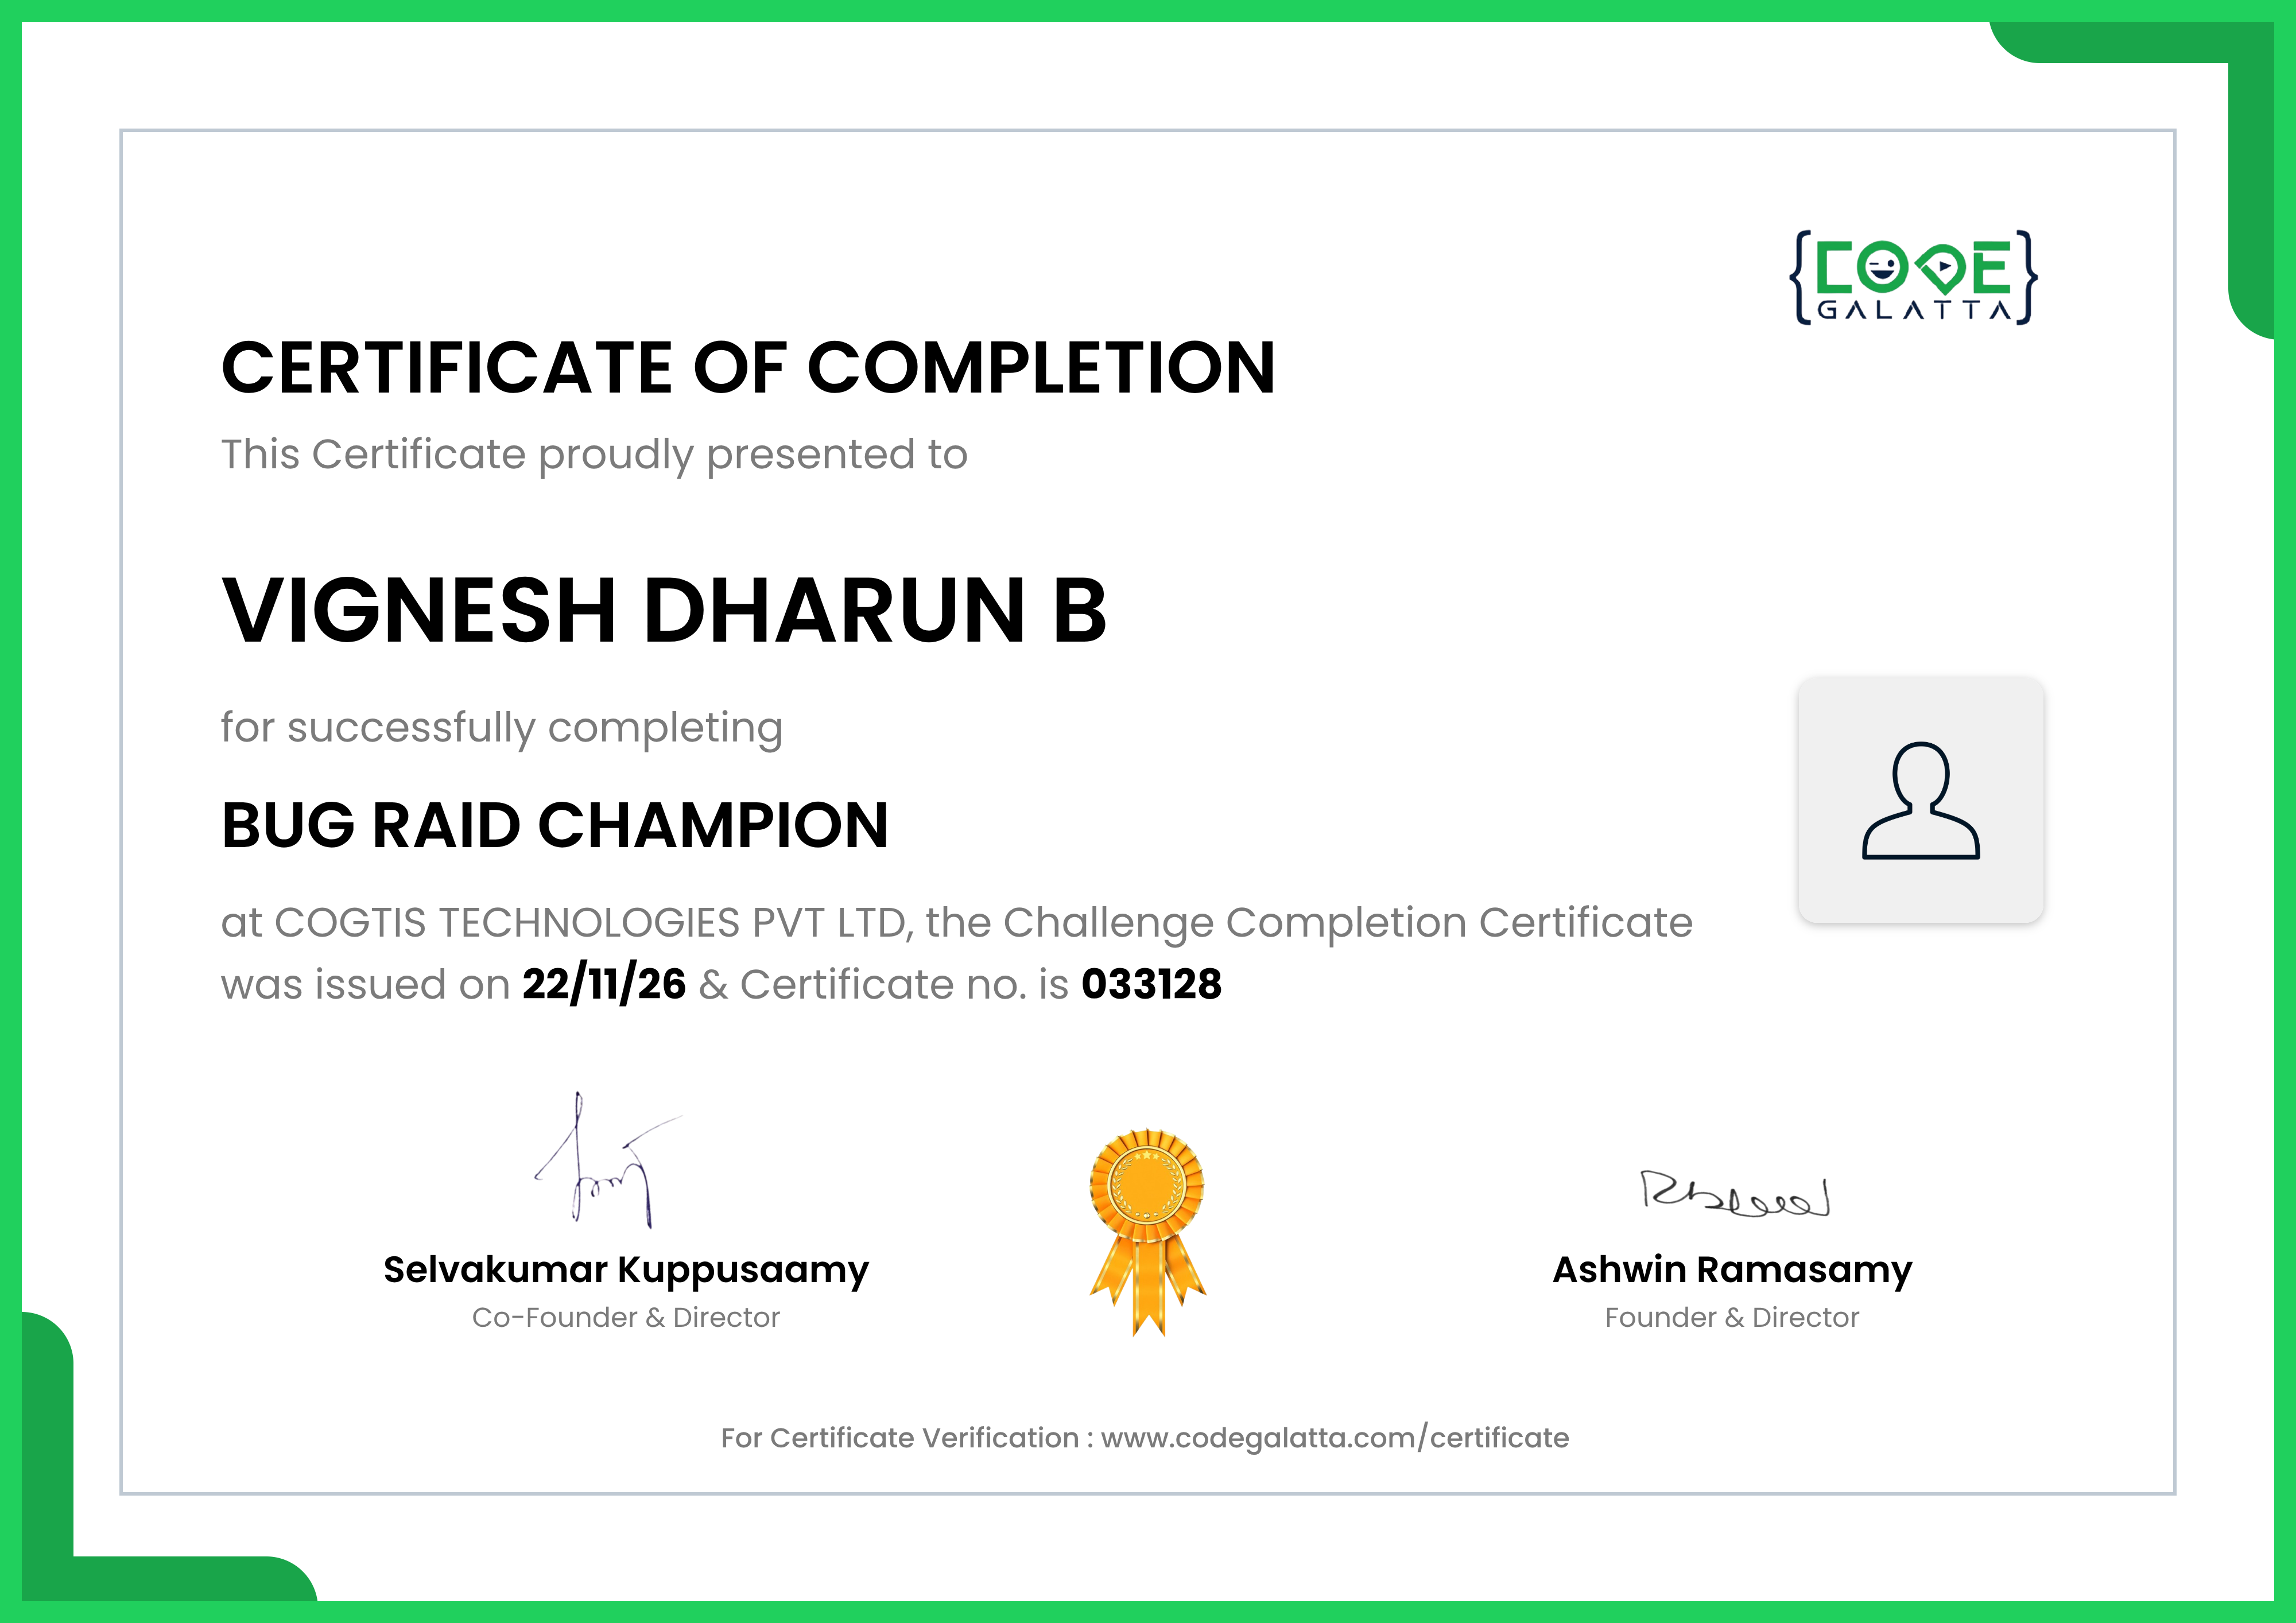 {CODE
GALATTA}
CERTIFICATE OF COMPLETION
This Certificate proudly presented to
VIGNESH DHARUN B
for successfully completing
BUG RAID CHAMPION
at COGTIS TECHNOLOGIES PVT LTD, the Challenge Completion Certificate
was issued on 22/11/26 & Certificate no. is 033128
Selvakumar Kuppusaamy
Co-Founder & Director
Ashwin Ramasamy
Founder & Director
For Certificate Verification : www.codegalatta.com/certificate